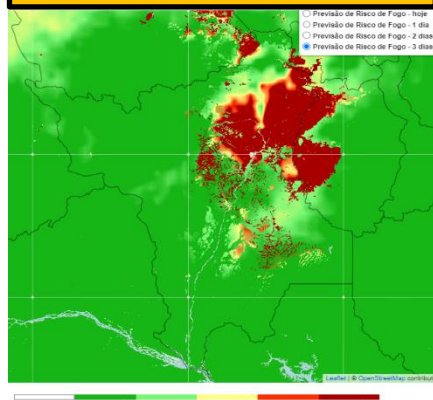 Previsão de Risco de Fogo - hoje
Previsão de Risco de Fogo - 1 dia
Previsão de Risco de Fogo - 2 dias
Previsão de Risco de Fogo - 3 dias
Leaflet | © OpenStreetMap contribut